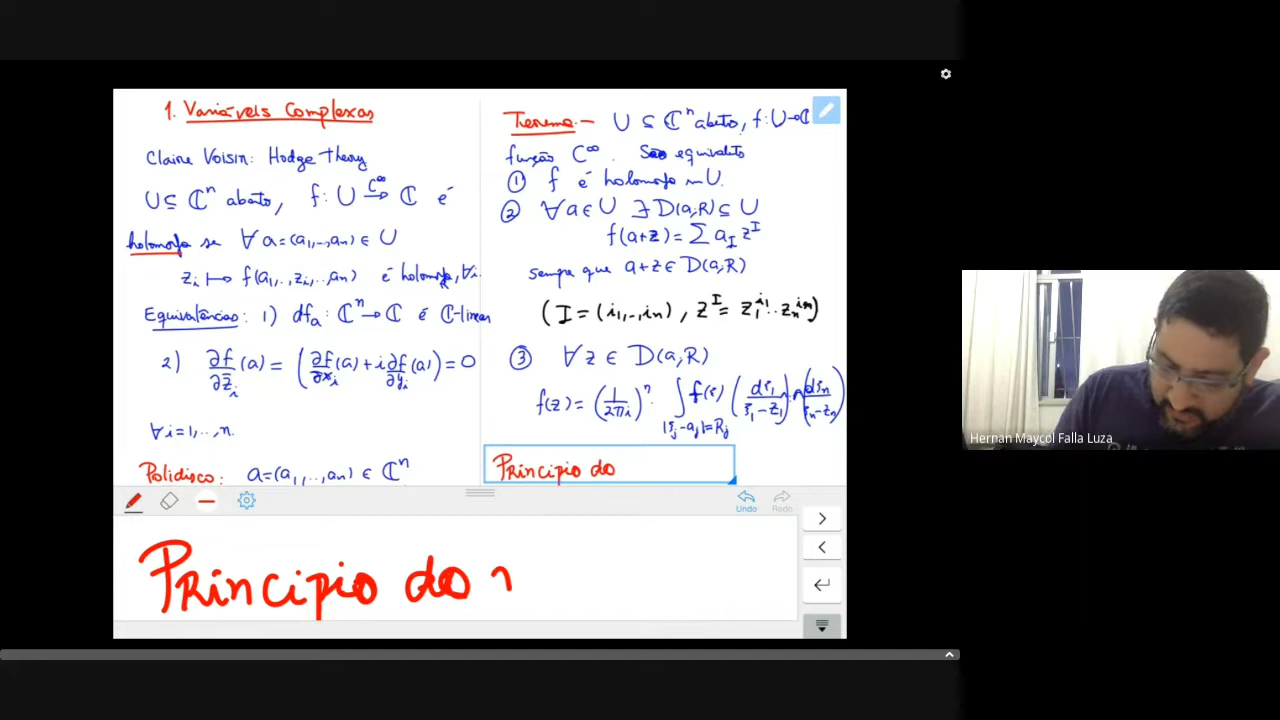 1. Variáveis Complexas
Claire Voisin: Hodge Theory
U ⊆ ℂⁿ aberto, f: U →^{C^∞} ℂ é
holomorfa se ∀ a=(a₁,..,aₙ) ∈ U
zᵢ ↦ f(a₁,..,zᵢ,..,aₙ) é holomorfa, ∀i.
Equivalências: 1) dfₐ : ℂⁿ → ℂ é ℂ-linear
2) ∂f/∂z̄ᵢ (a) = (∂f/∂xᵢ (a) + i ∂f/∂yᵢ (a)) = 0
∀ i=1,..,n.
Polidisco: a=(a₁,..,aₙ) ∈ ℂⁿ
Teorema.- U ⊆ ℂⁿ aberto, f: U→ℂ
função C^∞. São equivalentes
① f é holomorfa em U.
② ∀ a ∈ U ∃ D(a,R) ⊆ U
f(a+z) = Σ a_I z^I
sempre que a+z ∈ D(a,R)
(I = (i₁,..,iₙ), z^I = z₁^{i₁}..zₙ^{iₙ})
③ ∀ z ∈ D(a,R)
f(z) = (1/2πi)ⁿ · ∫_{|ζⱼ-aⱼ|=Rⱼ} f(ζ) (dζ₁/(ζ₁-z₁)) ∧..∧ (dζₙ/(ζₙ-zₙ))
Principio do
Undo
Redo
Principio do
Hernan Maycol Falla Luza